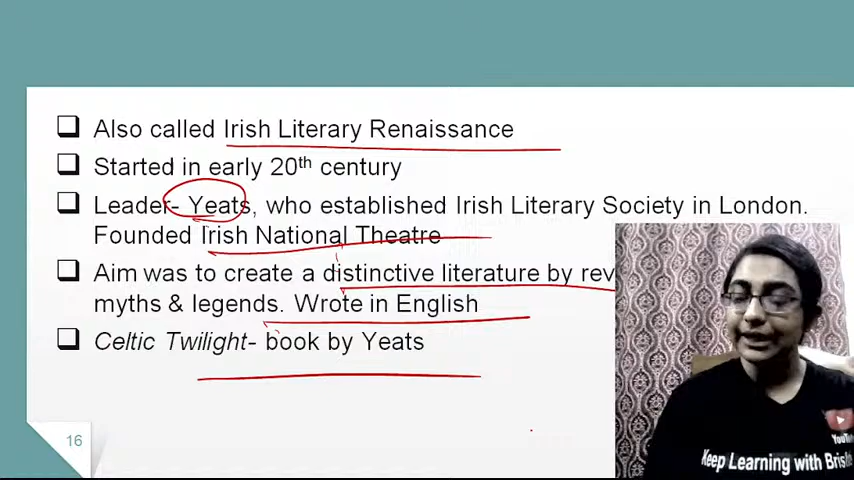 Also called Irish Literary Renaissance
Started in early 20th century
Leader- Yeats, who established Irish Literary Society in London.
Founded Irish National Theatre
Aim was to create a distinctive literature by
myths & legends. Wrote in English
Celtic Twilight- book by Yeats
16
Keep Learning with